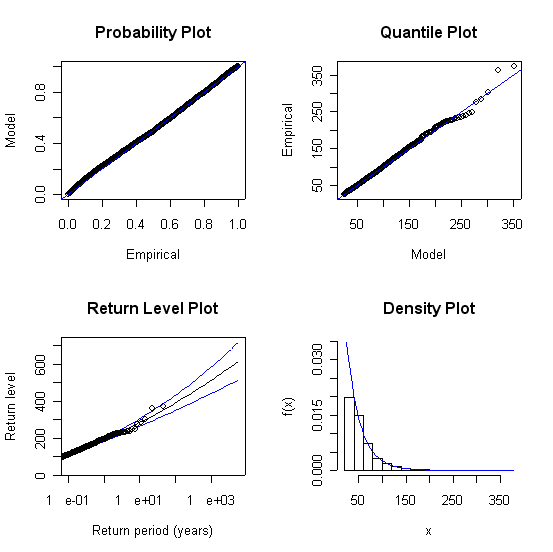 Probability Plot
Model
0.0 0.4 0.8
0.0 0.2 0.4 0.6 0.8 1.0
Empirical
Quantile Plot
Empirical
50 150 250 350
50 150 250 350
Model
Return Level Plot
Return level
0 200 400 600
1 e-01 1 e+01 1 e+03
Return period (years)
Density Plot
f(x)
0.000 0.015 0.030
50 150 250 350
x